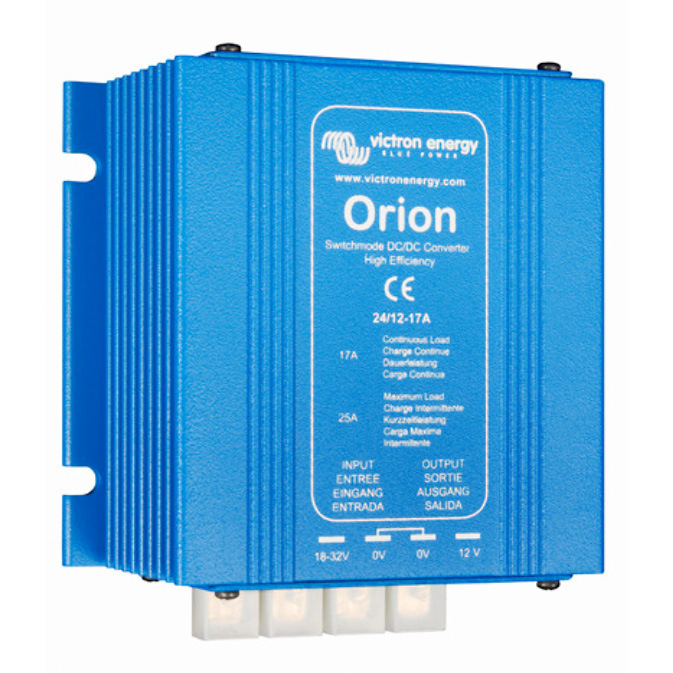 victron energy
BLUE POWER
www.victronenergy.com
Orion
Switchmode DC/DC Converter
High Efficiency
CE
24/12-17A
17A
Continuous Load
Charge Continue
Dauerleistung
Carga Continue
25A
Maximum Load
Charge Intermittente
Kurzzeitleistung
Carga Maxima
Intermittente
INPUT OUTPUT
ENTREE SORTIE
EINGANG AUSGANG
ENTRADA SALIDA
18-32V 0V 0V 12 V